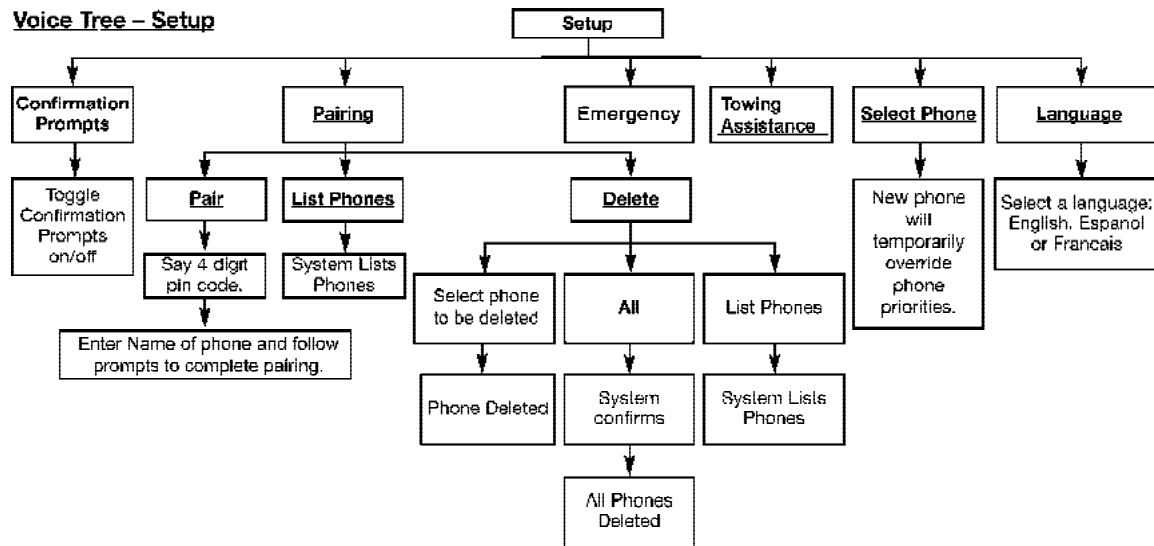 Voice Tree – Setup
Setup
Confirmation
Prompts
Pairing
Emergency
Towing
Assistance
Select Phone
Language
Toggle
Confirmation
Prompts
on/off
Pair
List Phones
Delete
New phone
will
temporarily
override
phone
priorities.
Select a language:
English, Espanol
or Francais
Say 4 digit
pin code.
System Lists
Phones
Select phone
to be deleted
All
List Phones
Enter Name of phone and follow
prompts to complete pairing.
Phone Deleted
System
confirms
System Lists
Phones
All Phones
Deleted